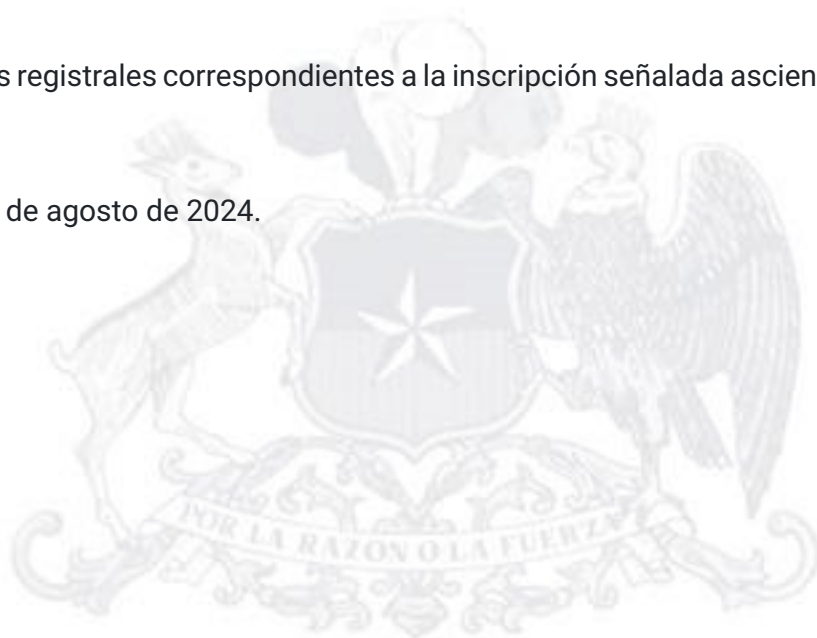 s registrales correspondientes a la inscripción señalada ascien
de agosto de 2024.
POR LA RAZON O LA FUERZA